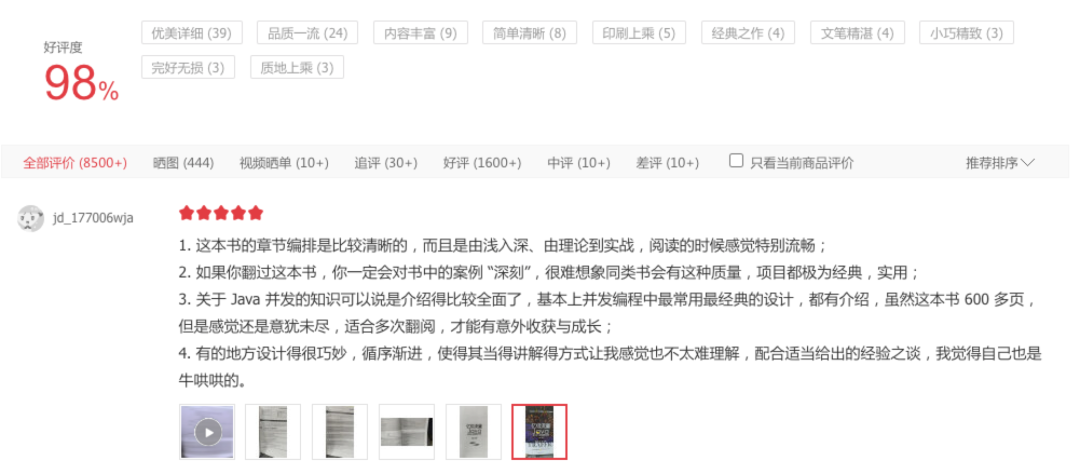 优美详细 (39) 品质一流 (24) 内容丰富 (9) 简单清晰 (8) 印刷上乘 (5) 经典之作 (4) 文笔精湛 (4) 小巧精致 (3)
好评度
98%
完好无损 (3) 质地上乘 (3)
全部评价 (8500+) 晒图 (444) 视频晒单 (10+) 追评 (30+) 好评 (1600+) 中评 (10+) 差评 (10+) 只看当前商品评价 推荐排序
jd_177006wja
1. 这本书的章节编排是比较清晰的，而且是由浅入深、由理论到实战，阅读的时候感觉特别流畅；
2. 如果你翻过这本书，你一定会对书中的案例 “深刻”，很难想象同类书会有这种质量，项目都极为经典，实用；
3. 关于 Java 并发的知识可以说是介绍得比较全面了，基本上并发编程中最常用最经典的设计，都有介绍，虽然这本书 600 多页，
但是感觉还是意犹未尽，适合多次翻阅，才能有意外收获与成长；
4. 有的地方设计得很巧妙，循序渐进，使得其当得讲解得方式让我感觉也不太难理解，配合适当给出的经验之谈，我觉得自己也是
牛哄哄的。